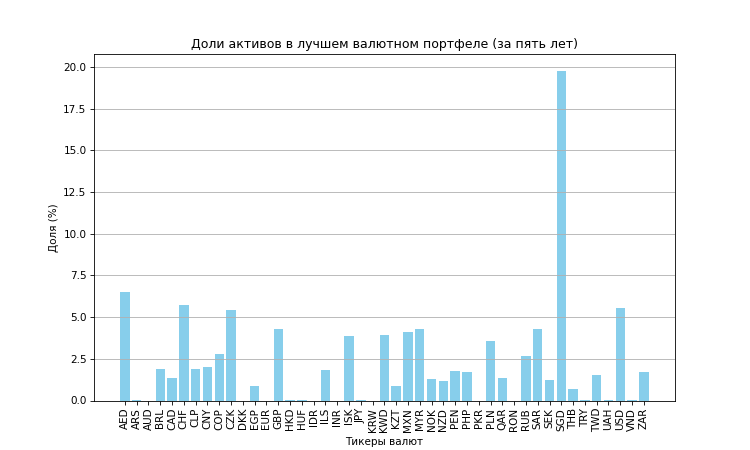 Доли активов в лучшем валютном портфеле (за пять лет)
Доля (%)
20.0
17.5
15.0
12.5
10.0
7.5
5.0
2.5
0.0
AED ARS AUD BRL CAD CHF CLP CNY COP CZK DKK EGP EUR GBP HKD HUF IDR ILS INR ISK JPY KRW KWD KZT MXN MYR NOK NZD PEN PHP PKR PLN QAR RON RUB SAR SEK SGD THB TRY TWD UAH USD VND ZAR
Тикеры валют